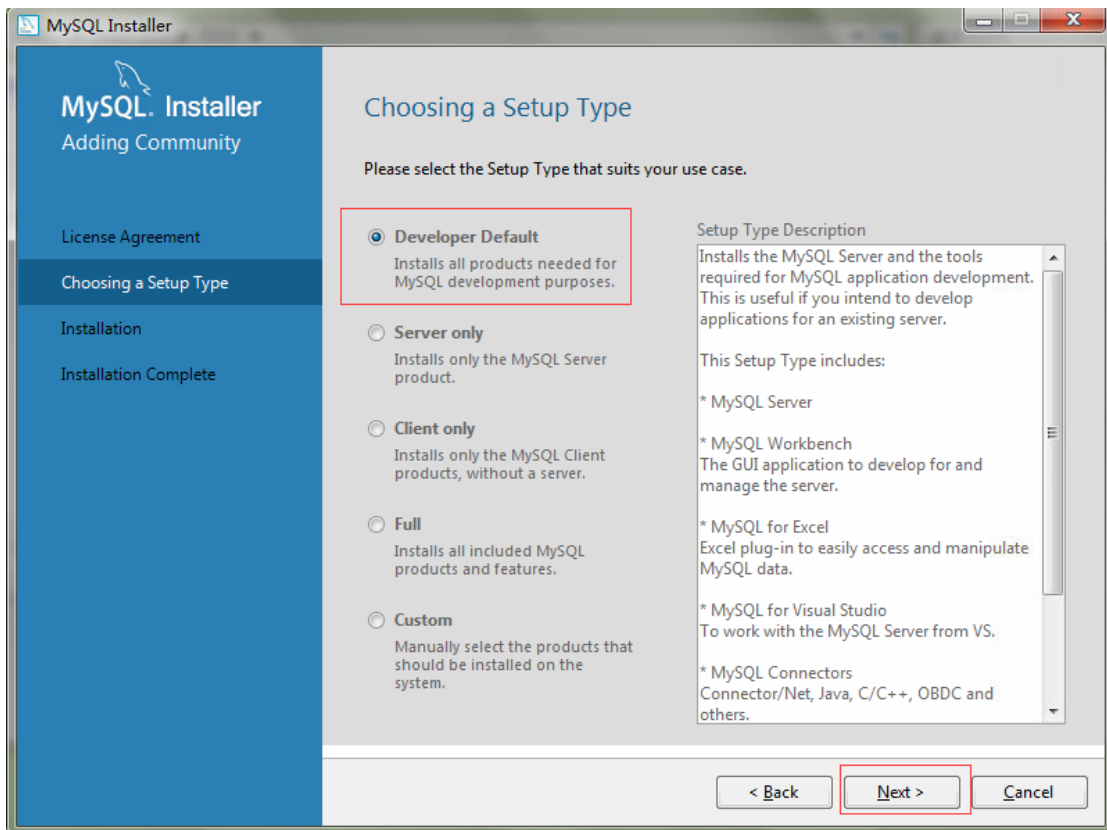 MySQL Installer
MySQL. Installer
Adding Community
License Agreement
Choosing a Setup Type
Installation
Installation Complete
Choosing a Setup Type
Please select the Setup Type that suits your use case.
Developer Default
Installs all products needed for
MySQL development purposes.
Server only
Installs only the MySQL Server
product.
Client only
Installs only the MySQL Client
products, without a server.
Full
Installs all included MySQL
products and features.
Custom
Manually select the products that
should be installed on the
system.
Setup Type Description
Installs the MySQL Server and the tools
required for MySQL application development.
This is useful if you intend to develop
applications for an existing server.
This Setup Type includes:
* MySQL Server
* MySQL Workbench
The GUI application to develop for and
manage the server.
* MySQL for Excel
Excel plug-in to easily access and manipulate
MySQL data.
* MySQL for Visual Studio
To work with the MySQL Server from VS.
* MySQL Connectors
Connector/Net, Java, C/C++, OBDC and
others.
< Back
Next >
Cancel